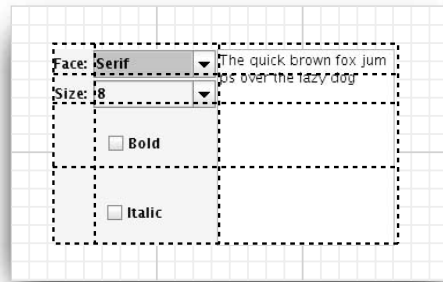 Face: Serif
The quick brown fox jum
ps over the lazy dog
Size: 8
Bold
Italic